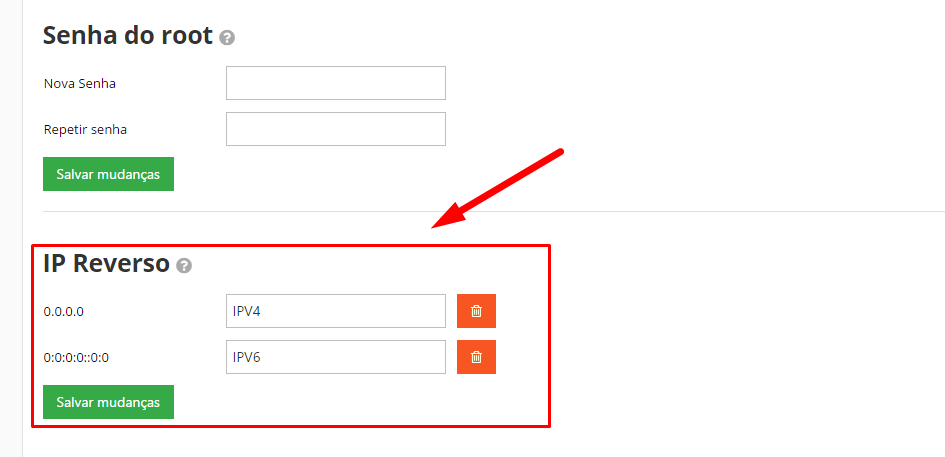 Senha do root ?
Nova Senha
Repetir senha
Salvar mudanças
IP Reverso ?
0.0.0.0 IPV4
0:0:0:0::0:0 IPV6
Salvar mudanças